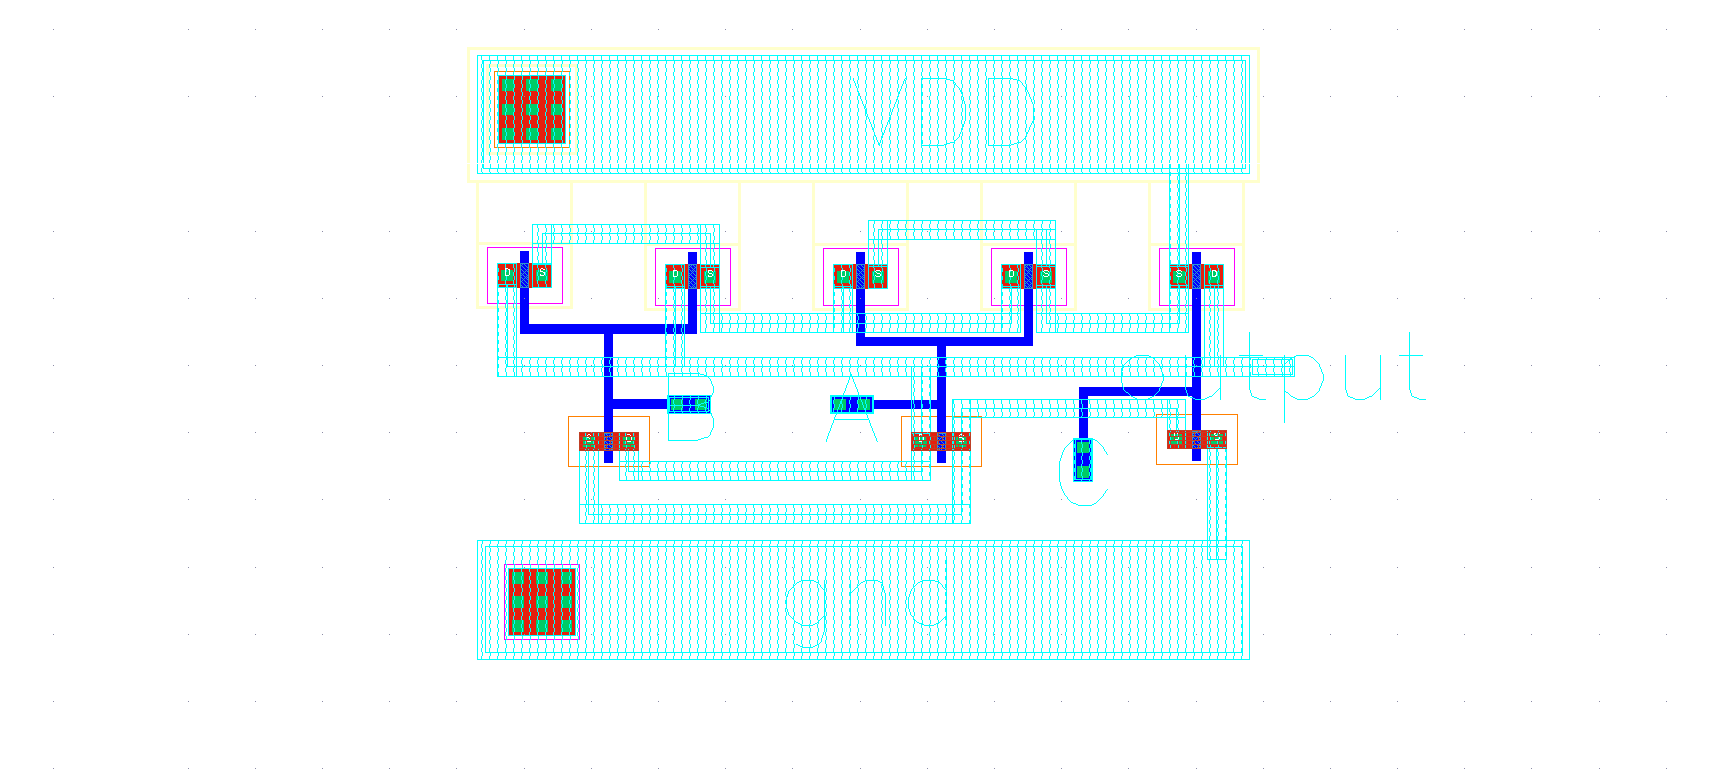 VDD
D S D S D S D S S D
output
B A
C
gnd